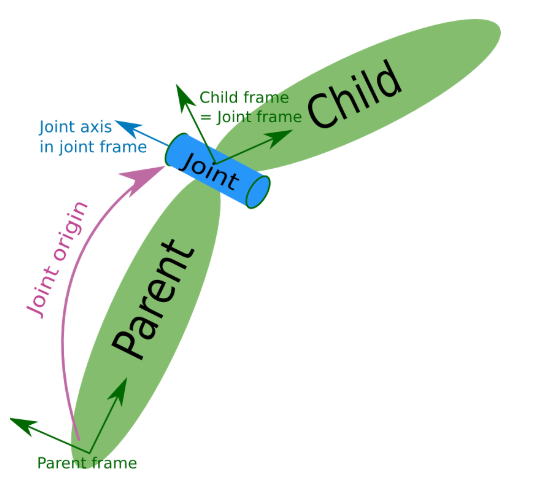 Child
Child frame
= Joint frame
Joint axis
in joint frame
Joint
Joint origin
Parent
Parent frame